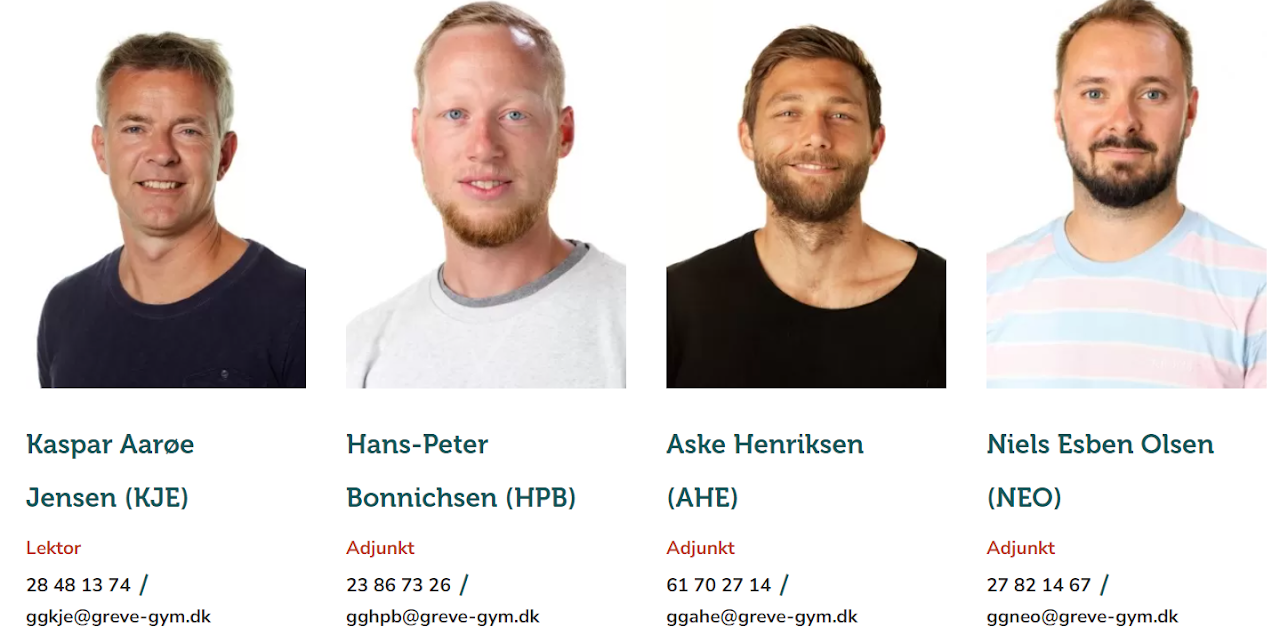 Kaspar Aarøe
Jensen (KJE)
Lektor
28 48 13 74 /
ggkje@greve-gym.dk
Hans-Peter
Bonnichsen (HPB)
Adjunkt
23 86 73 26 /
gghpb@greve-gym.dk
Aske Henriksen
(AHE)
Adjunkt
61 70 27 14 /
ggahe@greve-gym.dk
Niels Esben Olsen
(NEO)
Adjunkt
27 82 14 67 /
ggneo@greve-gym.dk